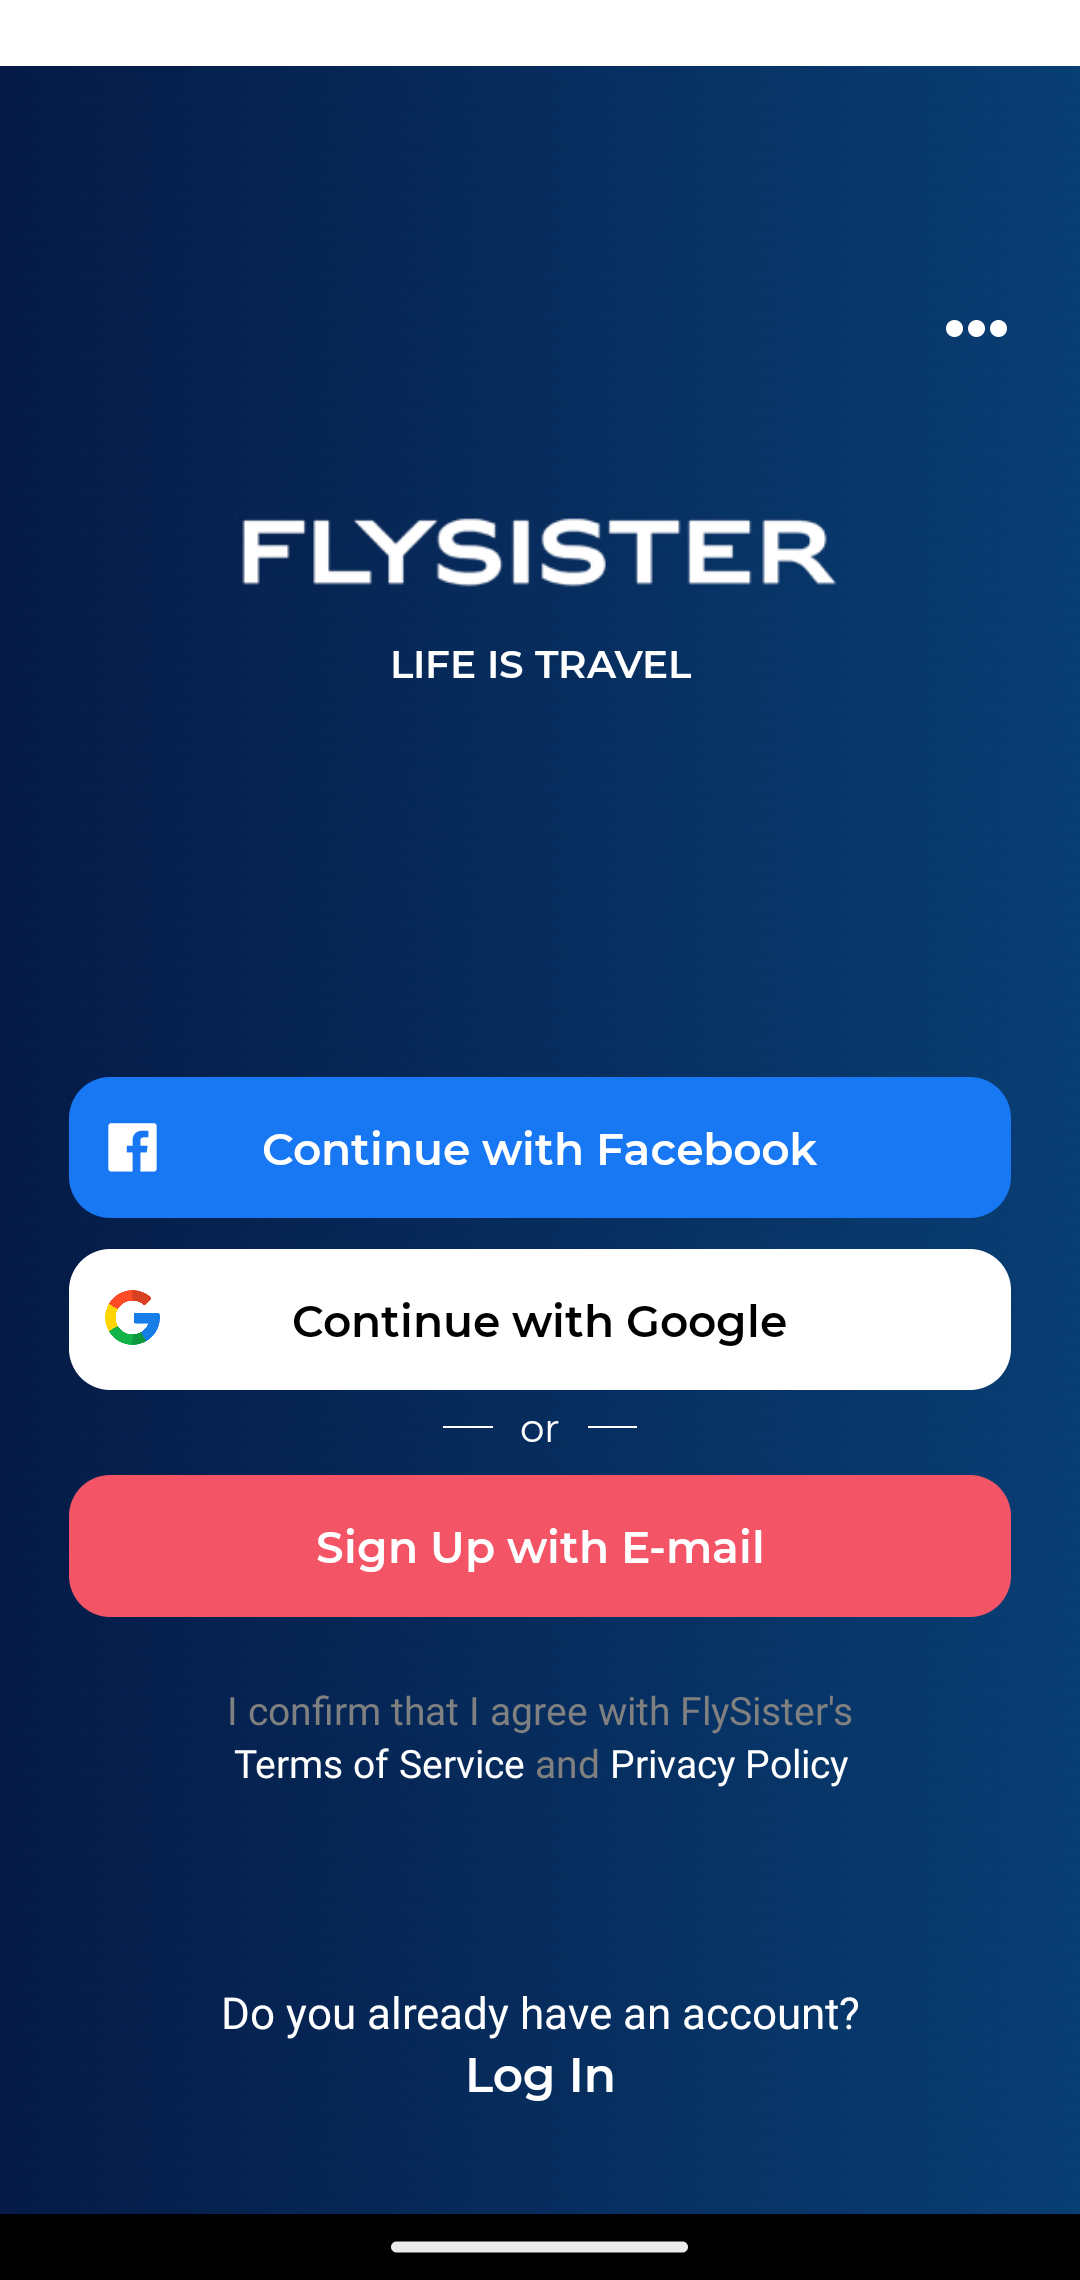 FLYSISTER
LIFE IS TRAVEL
Continue with Facebook
Continue with Google
or
Sign Up with E-mail
I confirm that I agree with FlySister's
Terms of Service and Privacy Policy
Do you already have an account?
Log In